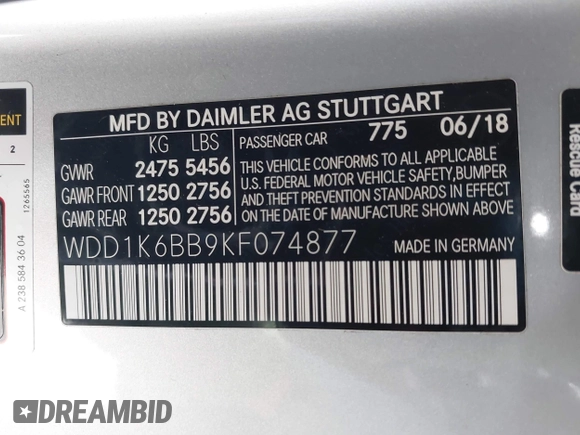 MFD BY DAIMLER AG STUTTGART
KG LBS
PASSENGER CAR 775 06/18
GVWR 2475 5456
GAWR FRONT 1250 2756
GAWR REAR 1250 2756
THIS VEHICLE CONFORMS TO ALL APPLICABLE
U.S. FEDERAL MOTOR VEHICLE SAFETY, BUMPER
AND THEFT PREVENTION STANDARDS IN EFFECT
ON THE DATE OF MANUFACTURE SHOWN ABOVE.
WDD1K6BB9KF074877 MADE IN GERMANY
2
1265565
A 238 584 36 04
Rescue Card
DREAMBID